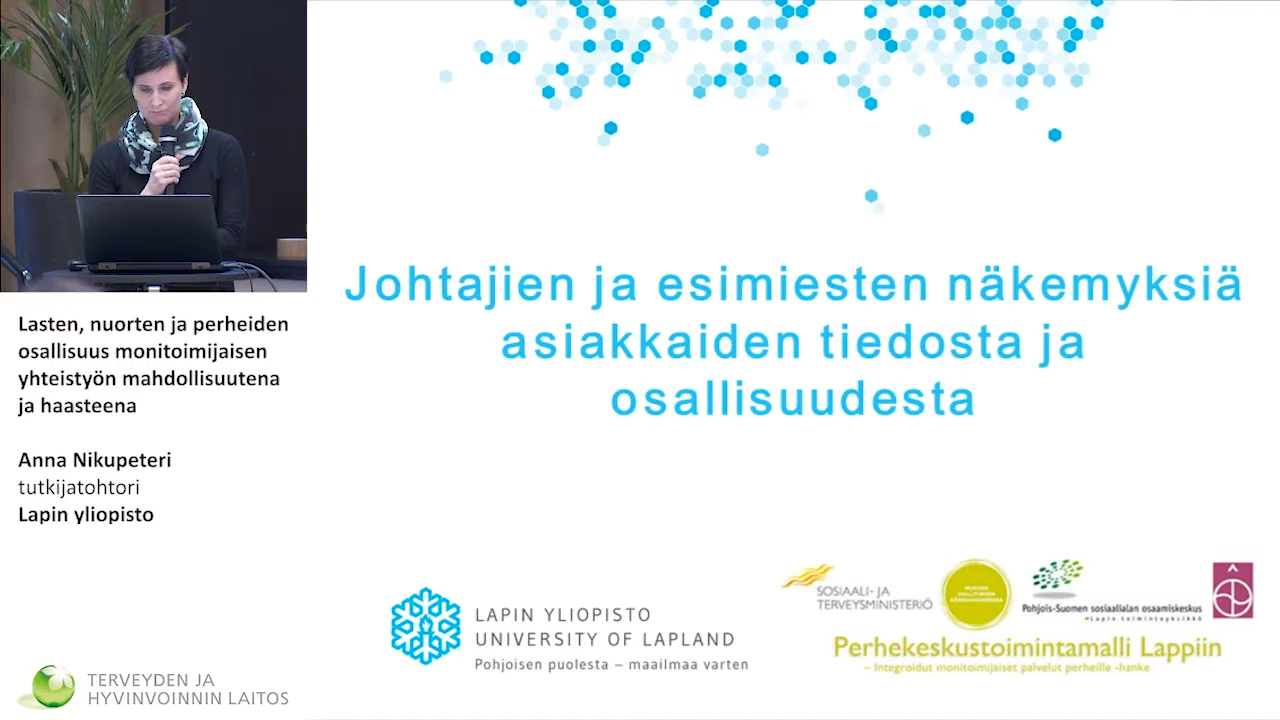 Johtajien ja esimiesten näkemyksiä
asiakkaiden tiedosta ja
osallisuudesta
Lasten, nuorten ja perheiden
osallisuus monitoimijaisen
yhteistyön mahdollisuutena
ja haasteena
Anna Nikupeteri
tutkijatohtori
Lapin yliopisto
TERVEYDEN JA
HYVINVOINNIN LAITOS
LAPIN YLIOPISTO
UNIVERSITY OF LAPLAND
Pohjoisen puolesta – maailmaa varten
SOSIAALI- JA
TERVEYSMINISTERIÖ
Pohjois-Suomen sosiaalialan osaamiskeskus
Lapin toimintayksikkö
Perhekeskustoimintamalli Lappiin
– Integroidut monitoimijaiset palvelut perheille -hanke